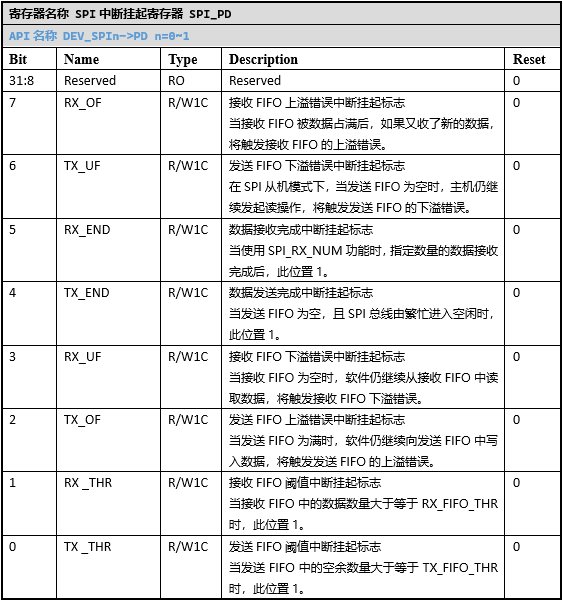 寄存器名称 SPI 中断挂起寄存器 SPI_PD
API 名称 DEV_SPIn->PD n=0~1
Bit Name Type Description Reset
31:8 Reserved RO Reserved 0
7 RX_OF R/W1C 接收 FIFO 上溢错误中断挂起标志 0
当接收 FIFO 被数据占满后，如果又收了新的数据，
将触发接收 FIFO 的上溢错误。
6 TX_UF R/W1C 发送 FIFO 下溢错误中断挂起标志 0
在 SPI 从机模式下，当发送 FIFO 为空时，主机仍继
续发起读操作，将触发发送 FIFO 的下溢错误。
5 RX_END R/W1C 数据接收完成中断挂起标志 0
当使用 SPI_RX_NUM 功能时，指定数量的数据接收
完成后，此位置 1。
4 TX_END R/W1C 数据发送完成中断挂起标志 0
当发送 FIFO 为空，且 SPI 总线由繁忙进入空闲时，
此位置 1。
3 RX_UF R/W1C 接收 FIFO 下溢错误中断挂起标志 0
当接收 FIFO 为空时，软件仍继续从接收 FIFO 中读
取数据，将触发接收 FIFO 下溢错误。
2 TX_OF R/W1C 发送 FIFO 上溢错误中断挂起标志 0
当发送 FIFO 为满时，软件仍继续向发送 FIFO 中写
入数据，将触发发送 FIFO 的上溢错误。
1 RX _THR R/W1C 接收 FIFO 阈值中断挂起标志 0
当接收 FIFO 中的数据数量大于等于 RX_FIFO_THR
时，此位置 1。
0 TX _THR R/W1C 发送 FIFO 阈值中断挂起标志 0
当发送 FIFO 中的空余数量大于等于 TX_FIFO_THR
时，此位置 1。